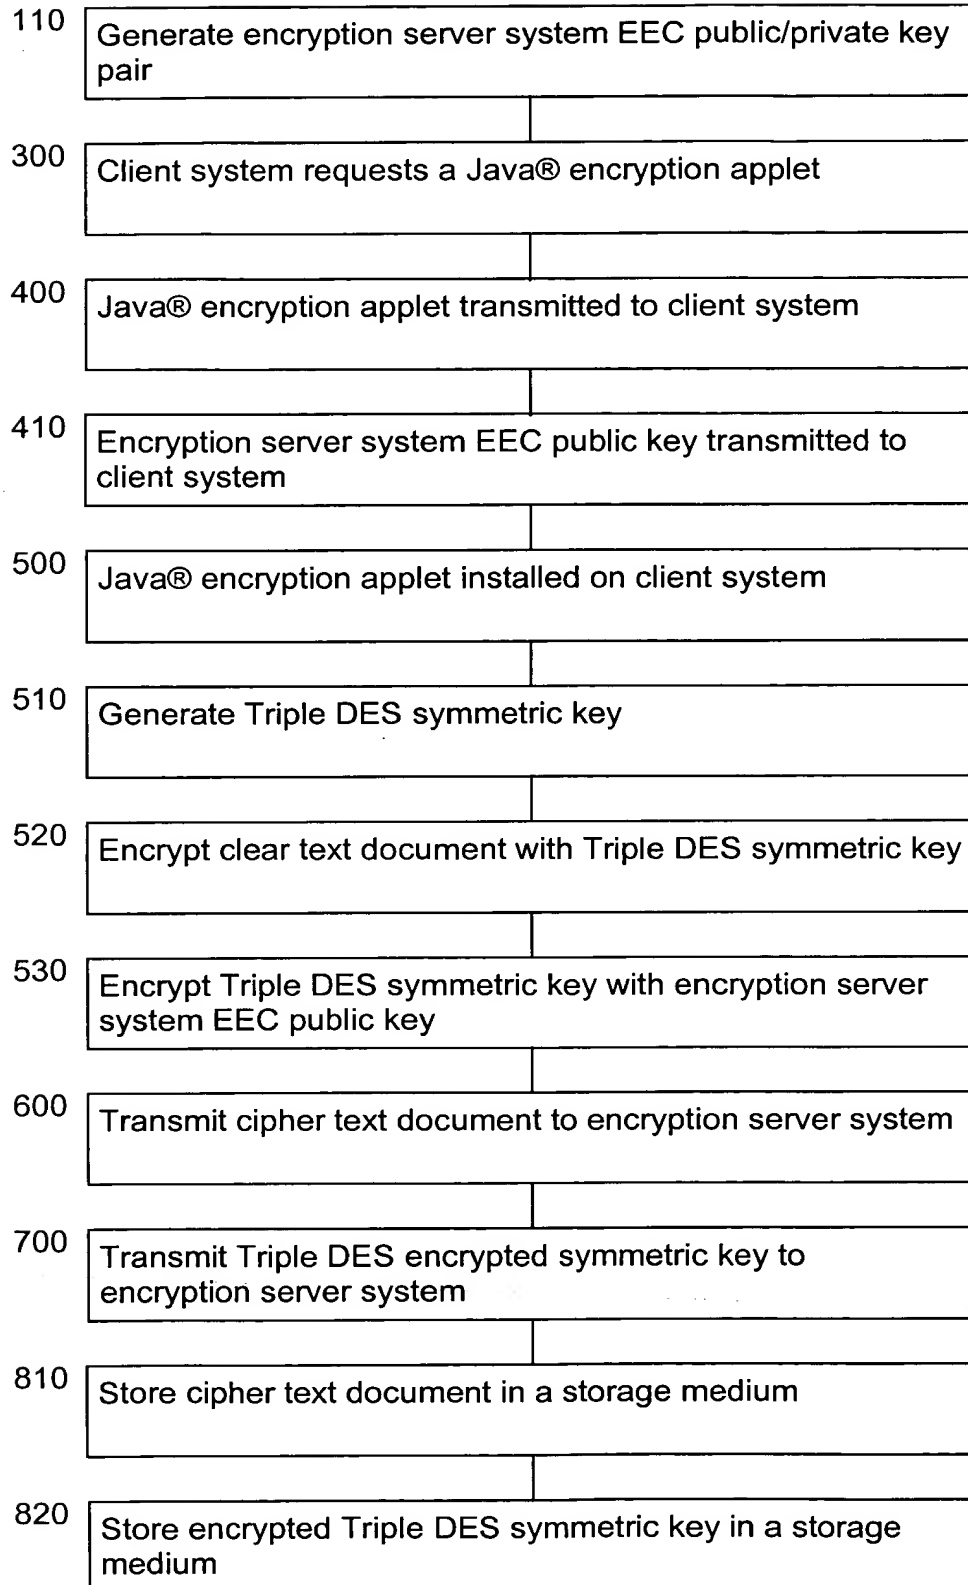 110
Generate encryption server system EEC public/private key
pair
300
Client system requests a Java® encryption applet
400
Java® encryption applet transmitted to client system
410
Encryption server system EEC public key transmitted to
client system
500
Java® encryption applet installed on client system
510
Generate Triple DES symmetric key
520
Encrypt clear text document with Triple DES symmetric key
530
Encrypt Triple DES symmetric key with encryption server
system EEC public key
600
Transmit cipher text document to encryption server system
700
Transmit Triple DES encrypted symmetric key to
encryption server system
810
Store cipher text document in a storage medium
820
Store encrypted Triple DES symmetric key in a storage
medium